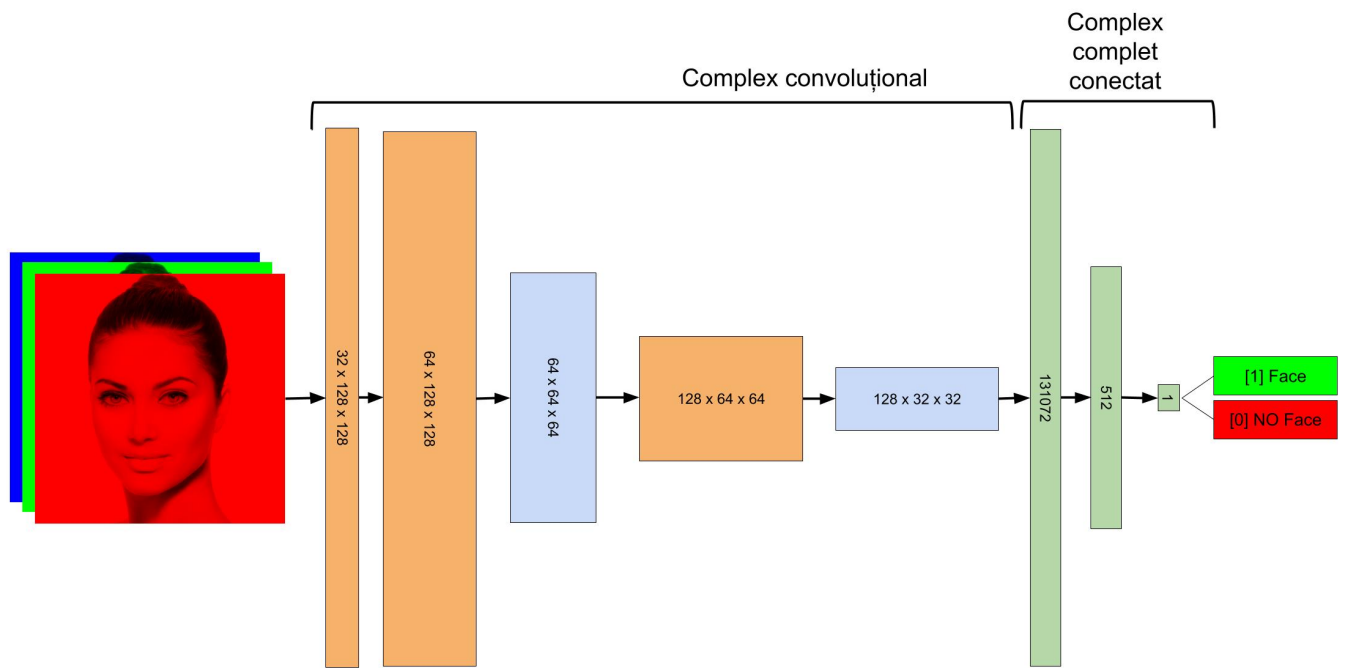 Complex convoluțional
Complex
complet
conectat
32 x 128 x 128
64 x 128 x 128
64 x 64 x 64
128 x 64 x 64
128 x 32 x 32
131072
512
1
[1] Face
[0] NO Face